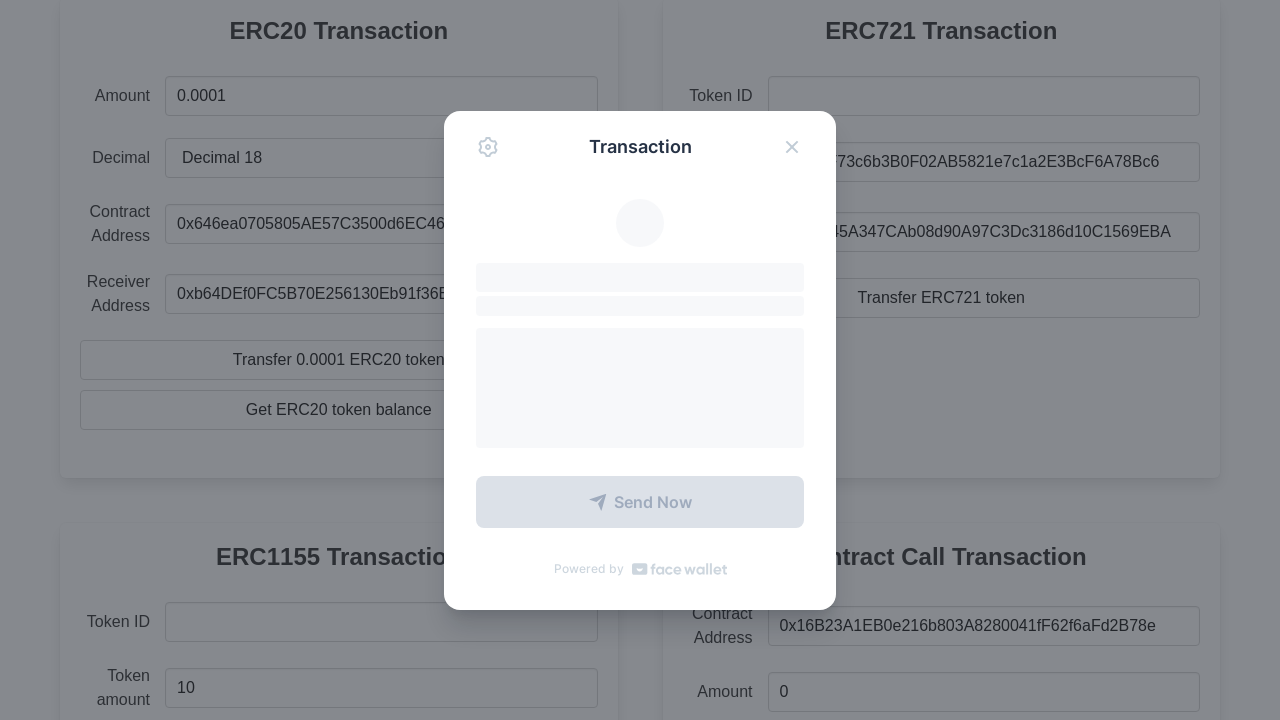 ERC20 Transaction
Amount
0.0001
Decimal
Decimal 18
Contract
Address
0x646ea0705805AE57C3500d6EC46
Receiver
Address
0xb64DEf0FC5B70E256130Eb91f36
Transfer 0.0001 ERC20 token
Get ERC20 token balance
ERC721 Transaction
Token ID
73c6b3B0F02AB5821e7c1a2E3BcF6A78Bc6
45A347CAb08d90A97C3Dc3186d10C1569EBA
Transfer ERC721 token
Transaction
Send Now
Powered by face wallet
ERC1155 Transactio
Token ID
Token
amount
10
ntract Call Transaction
Contract
Address
0x16B23A1EB0e216b803A8280041fF62f6aFd2B78e
Amount
0